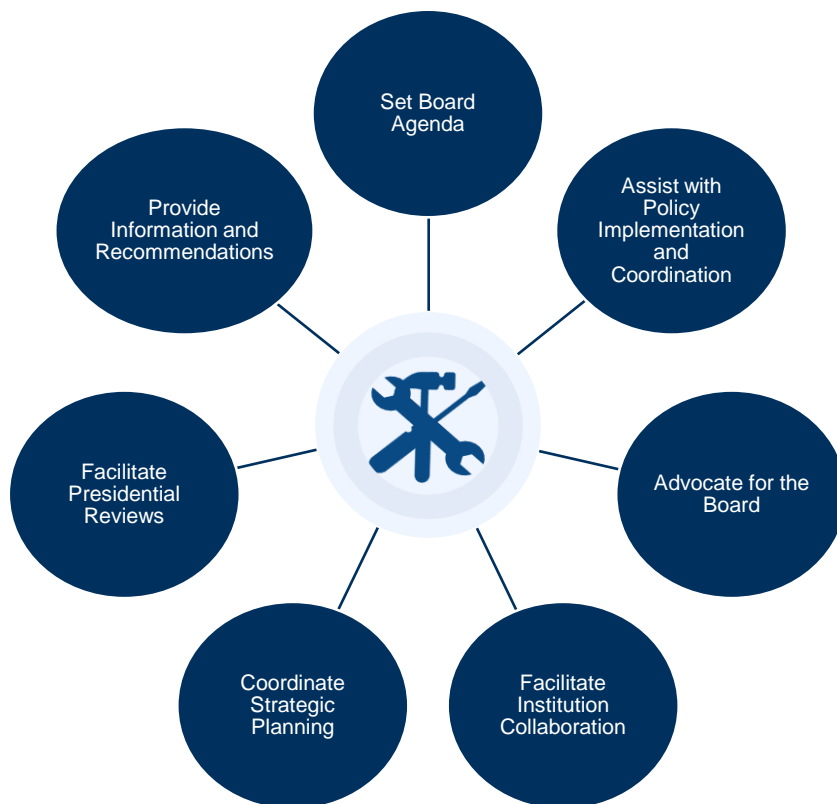 Set Board
Agenda
Assist with
Policy
Implementation
and
Coordination
Advocate for the
Board
Facilitate
Institution
Collaboration
Coordinate
Strategic
Planning
Facilitate
Presidential
Reviews
Provide
Information and
Recommendations